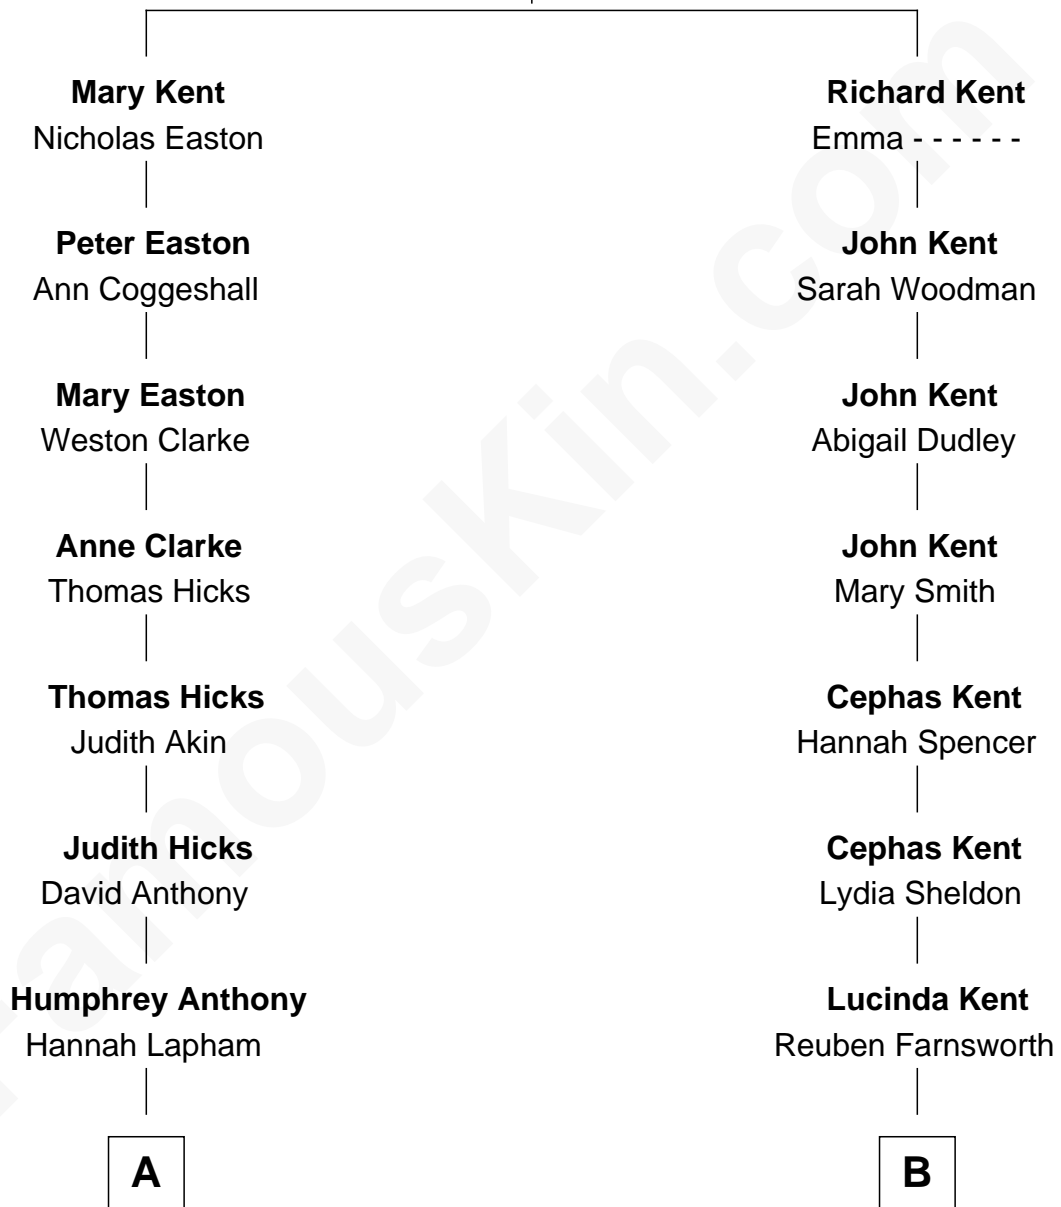 Mary Kent
Nicholas Easton
Peter Easton
Ann Coggeshall
Mary Easton
Weston Clarke
Anne Clarke
Thomas Hicks
Thomas Hicks
Judith Akin
Judith Hicks
David Anthony
Humphrey Anthony
Hannah Lapham
A
Richard Kent
Emma - - - - - -
John Kent
Sarah Woodman
John Kent
Abigail Dudley
John Kent
Mary Smith
Cephas Kent
Hannah Spencer
Cephas Kent
Lydia Sheldon
Lucinda Kent
Reuben Farnsworth
B
FamousKin.com